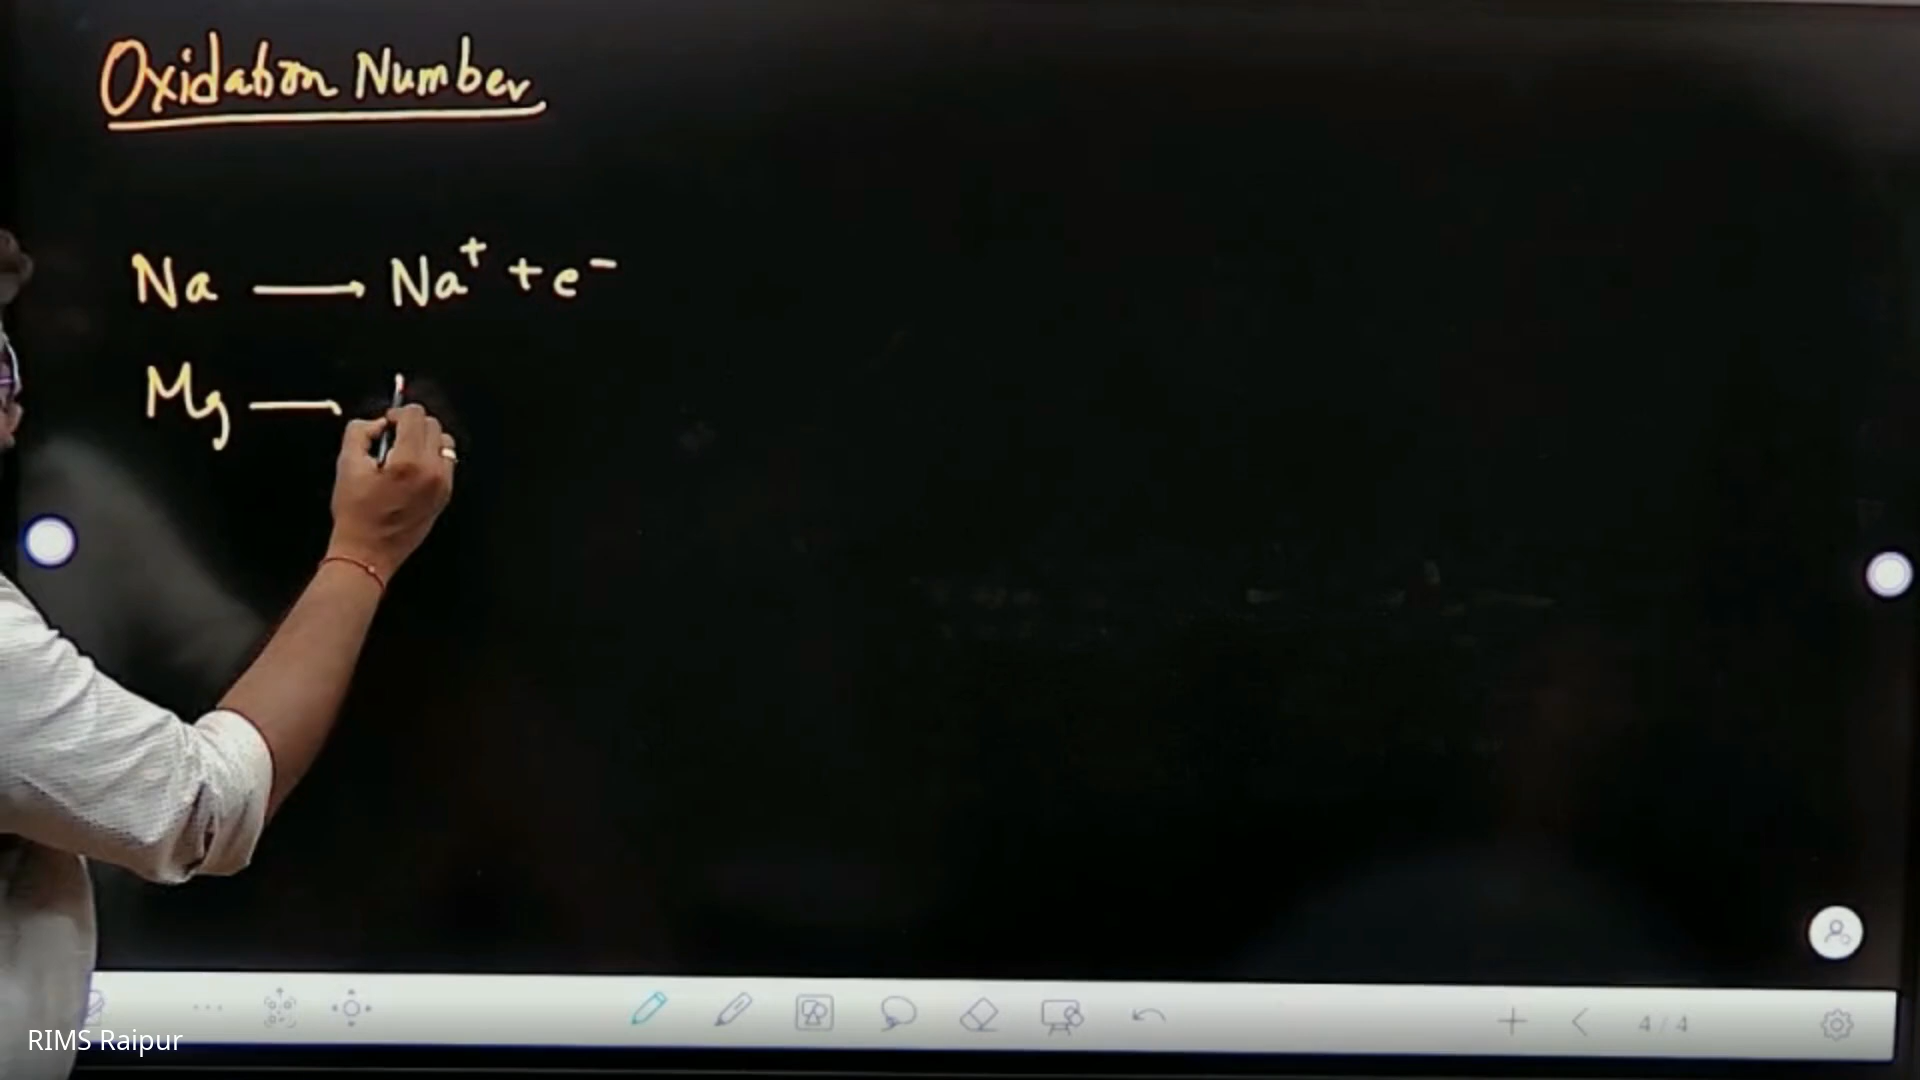 Oxidation Number
Na ⟶ Na⁺ + e⁻
Mg —
4 / 4
RIMS Raipur